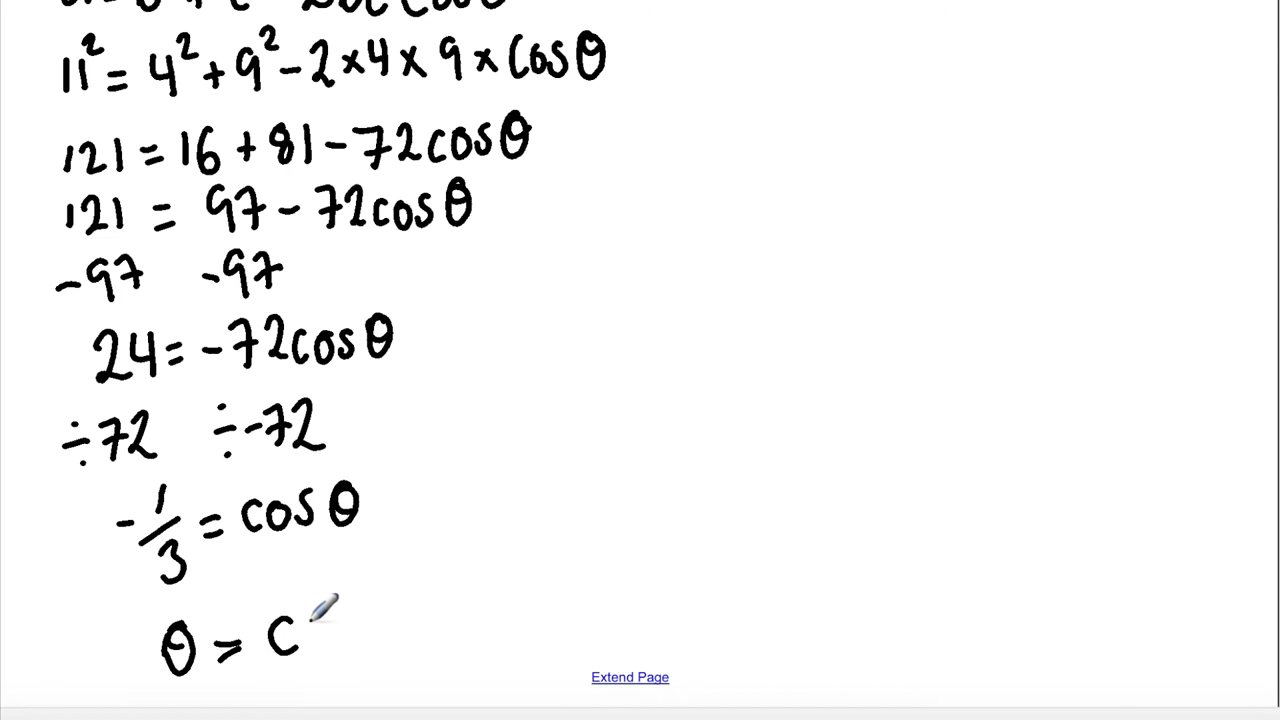 11² = 4² + 9² - 2 × 4 × 9 × cos θ
121 = 16 + 81 - 72cos θ
121 = 97 - 72cos θ
-97 -97
24 = -72cos θ
÷72 ÷-72
-1/3 = cos θ
θ = c
Extend Page